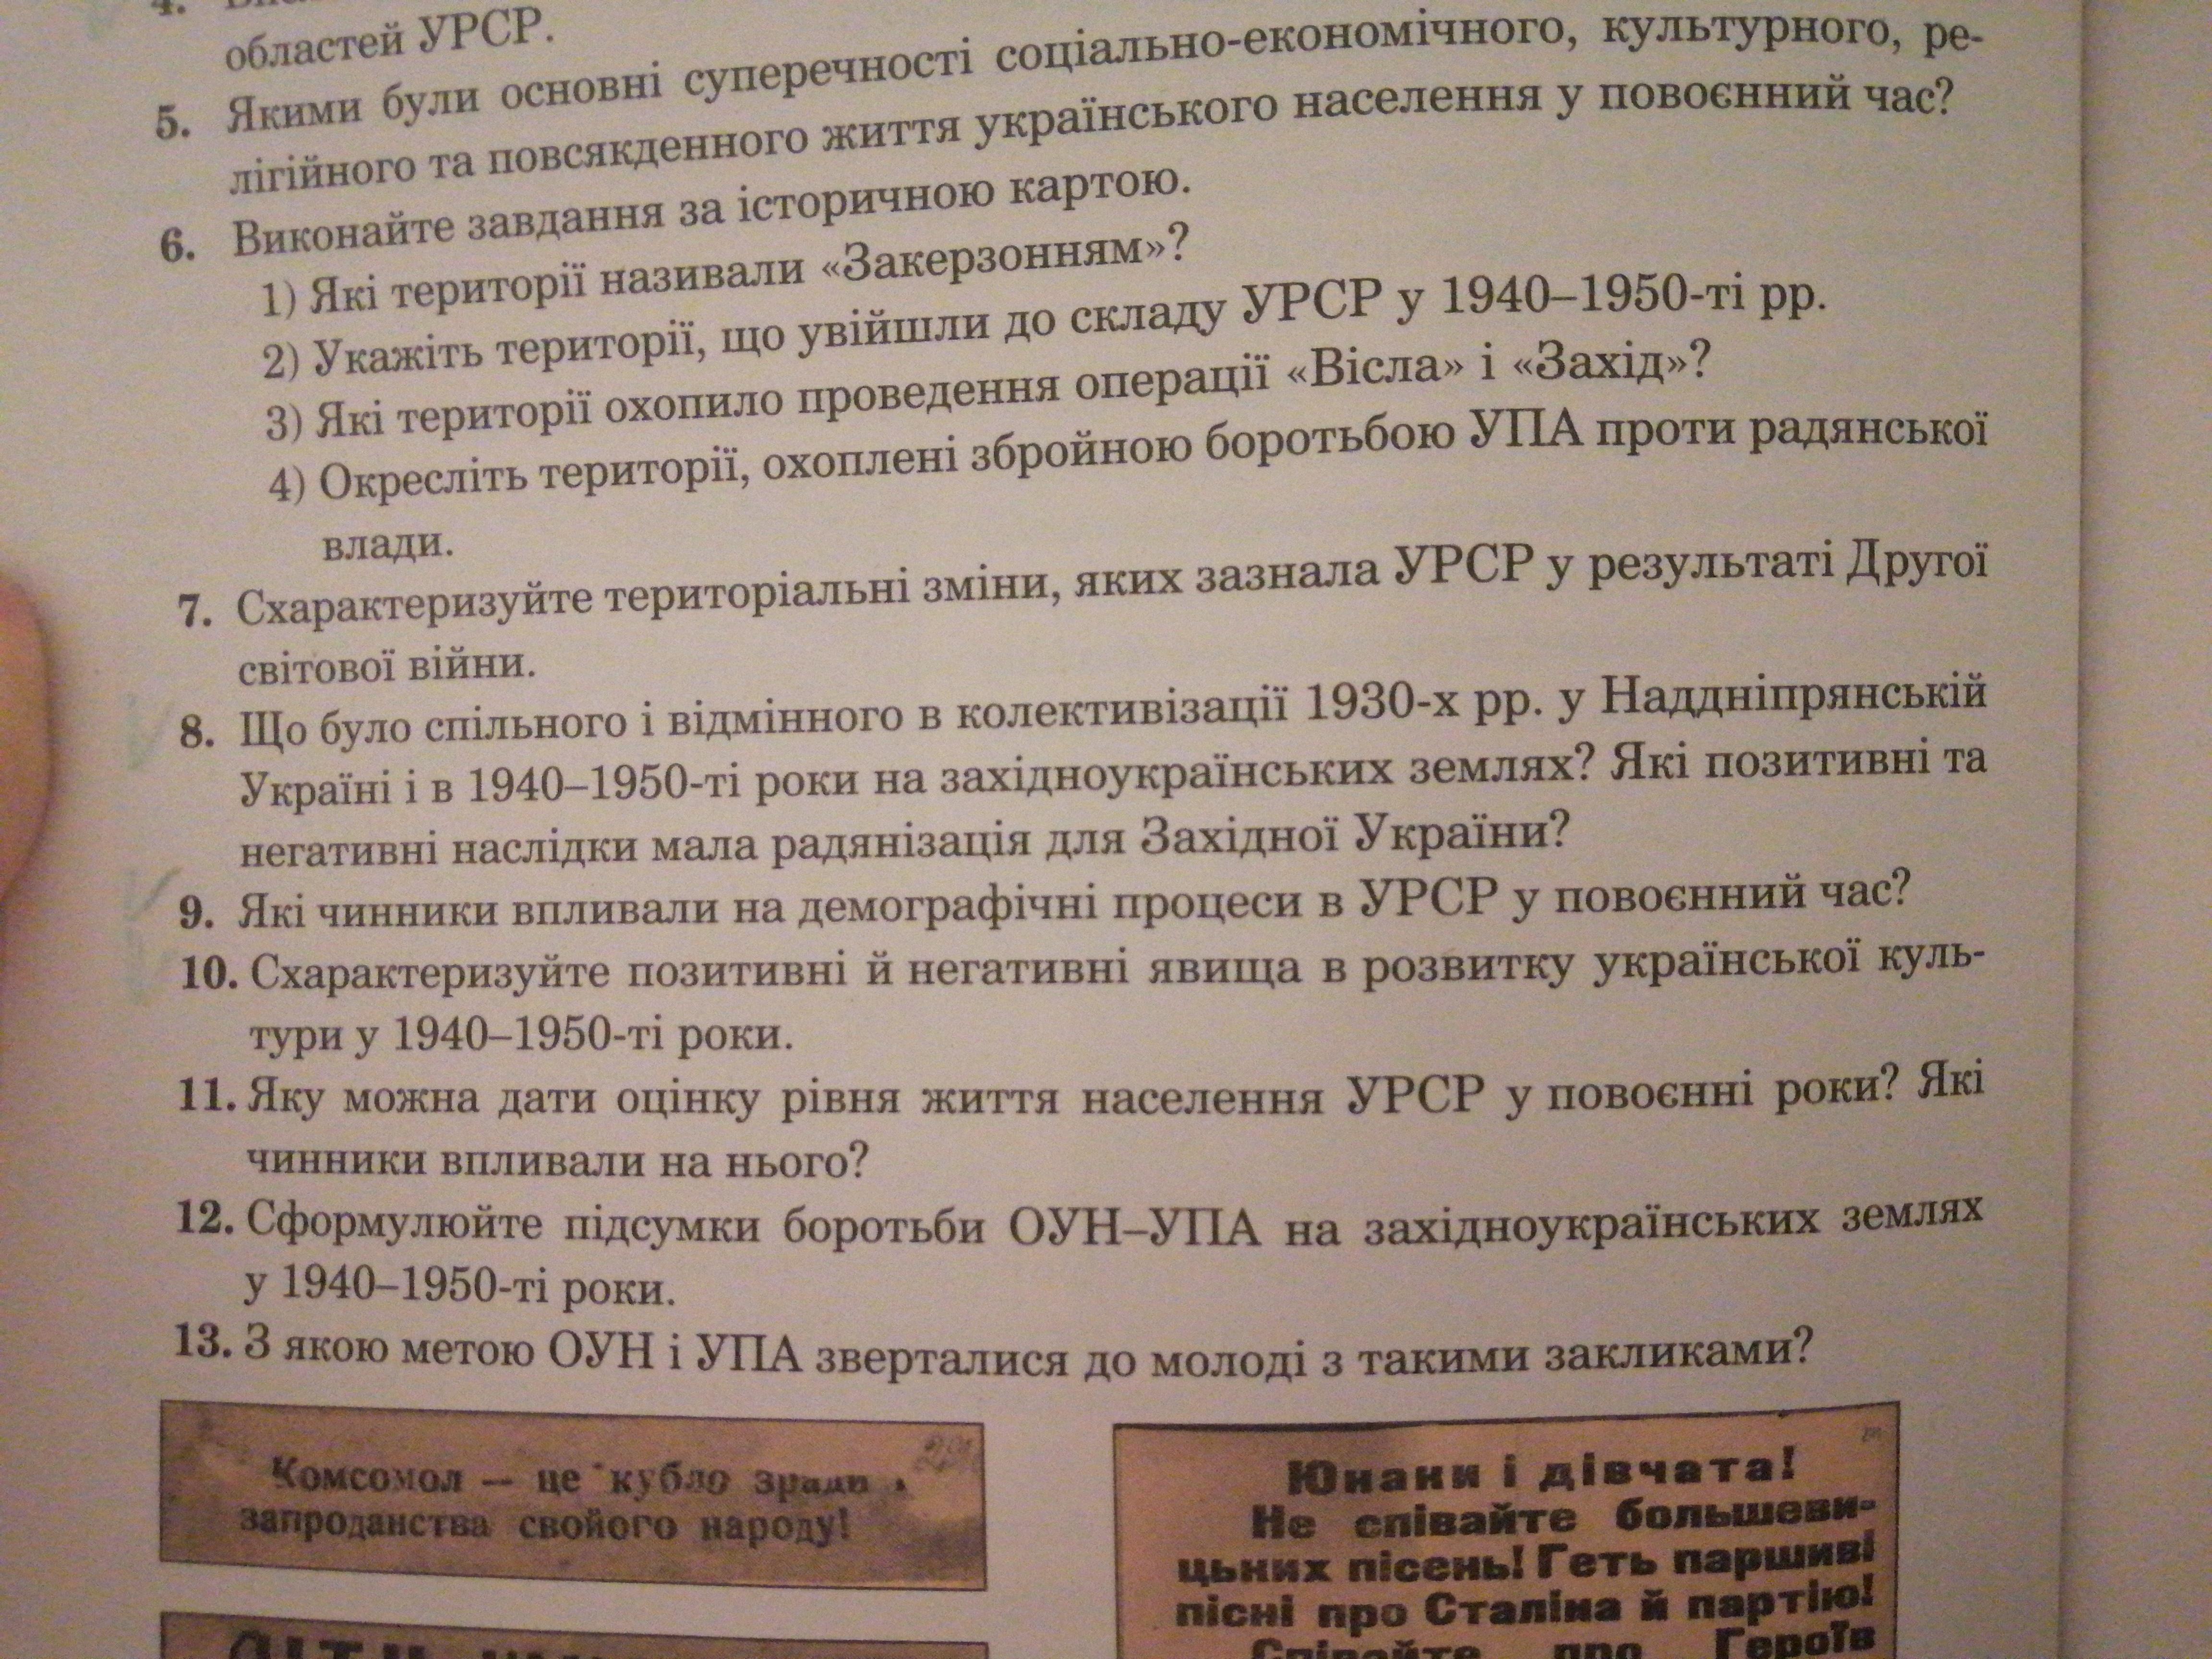 4.
областей УРСР.
5. Якими були основні суперечності соціально-економічного, культурного, ре-
лігійного та повсякденного життя українського населення у повоєнний час?
6. Виконайте завдання за історичною картою.
1) Які території називали «Закерзонням»?
2) Укажіть території, що увійшли до складу УРСР у 1940–1950-ті рр.
3) Які території охопило проведення операції «Вісла» і «Захід»?
4) Окресліть території, охоплені збройною боротьбою УПА проти радянської
влади.
7. Схарактеризуйте територіальні зміни, яких зазнала УРСР у результаті Другої
світової війни.
8. Що було спільного і відмінного в колективізації 1930-х рр. у Наддніпрянській
Україні і в 1940–1950-ті роки на західноукраїнських землях? Які позитивні та
негативні наслідки мала радянізація для Західної України?
9. Які чинники впливали на демографічні процеси в УРСР у повоєнний час?
10. Схарактеризуйте позитивні й негативні явища в розвитку української куль-
тури у 1940–1950-ті роки.
11. Яку можна дати оцінку рівня життя населення УРСР у повоєнні роки? Які
чинники впливали на нього?
12. Сформулюйте підсумки боротьби ОУН–УПА на західноукраїнських землях
у 1940–1950-ті роки.
13. З якою метою ОУН і УПА зверталися до молоді з такими закликами?
Комсомол — це кубло зради
запроданства свойого народу!
Юнаки і дівчата!
Не співайте большеви-
цьких пісень! Геть паршиві
пісні про Сталіна й партію!
Співайте про Героїв